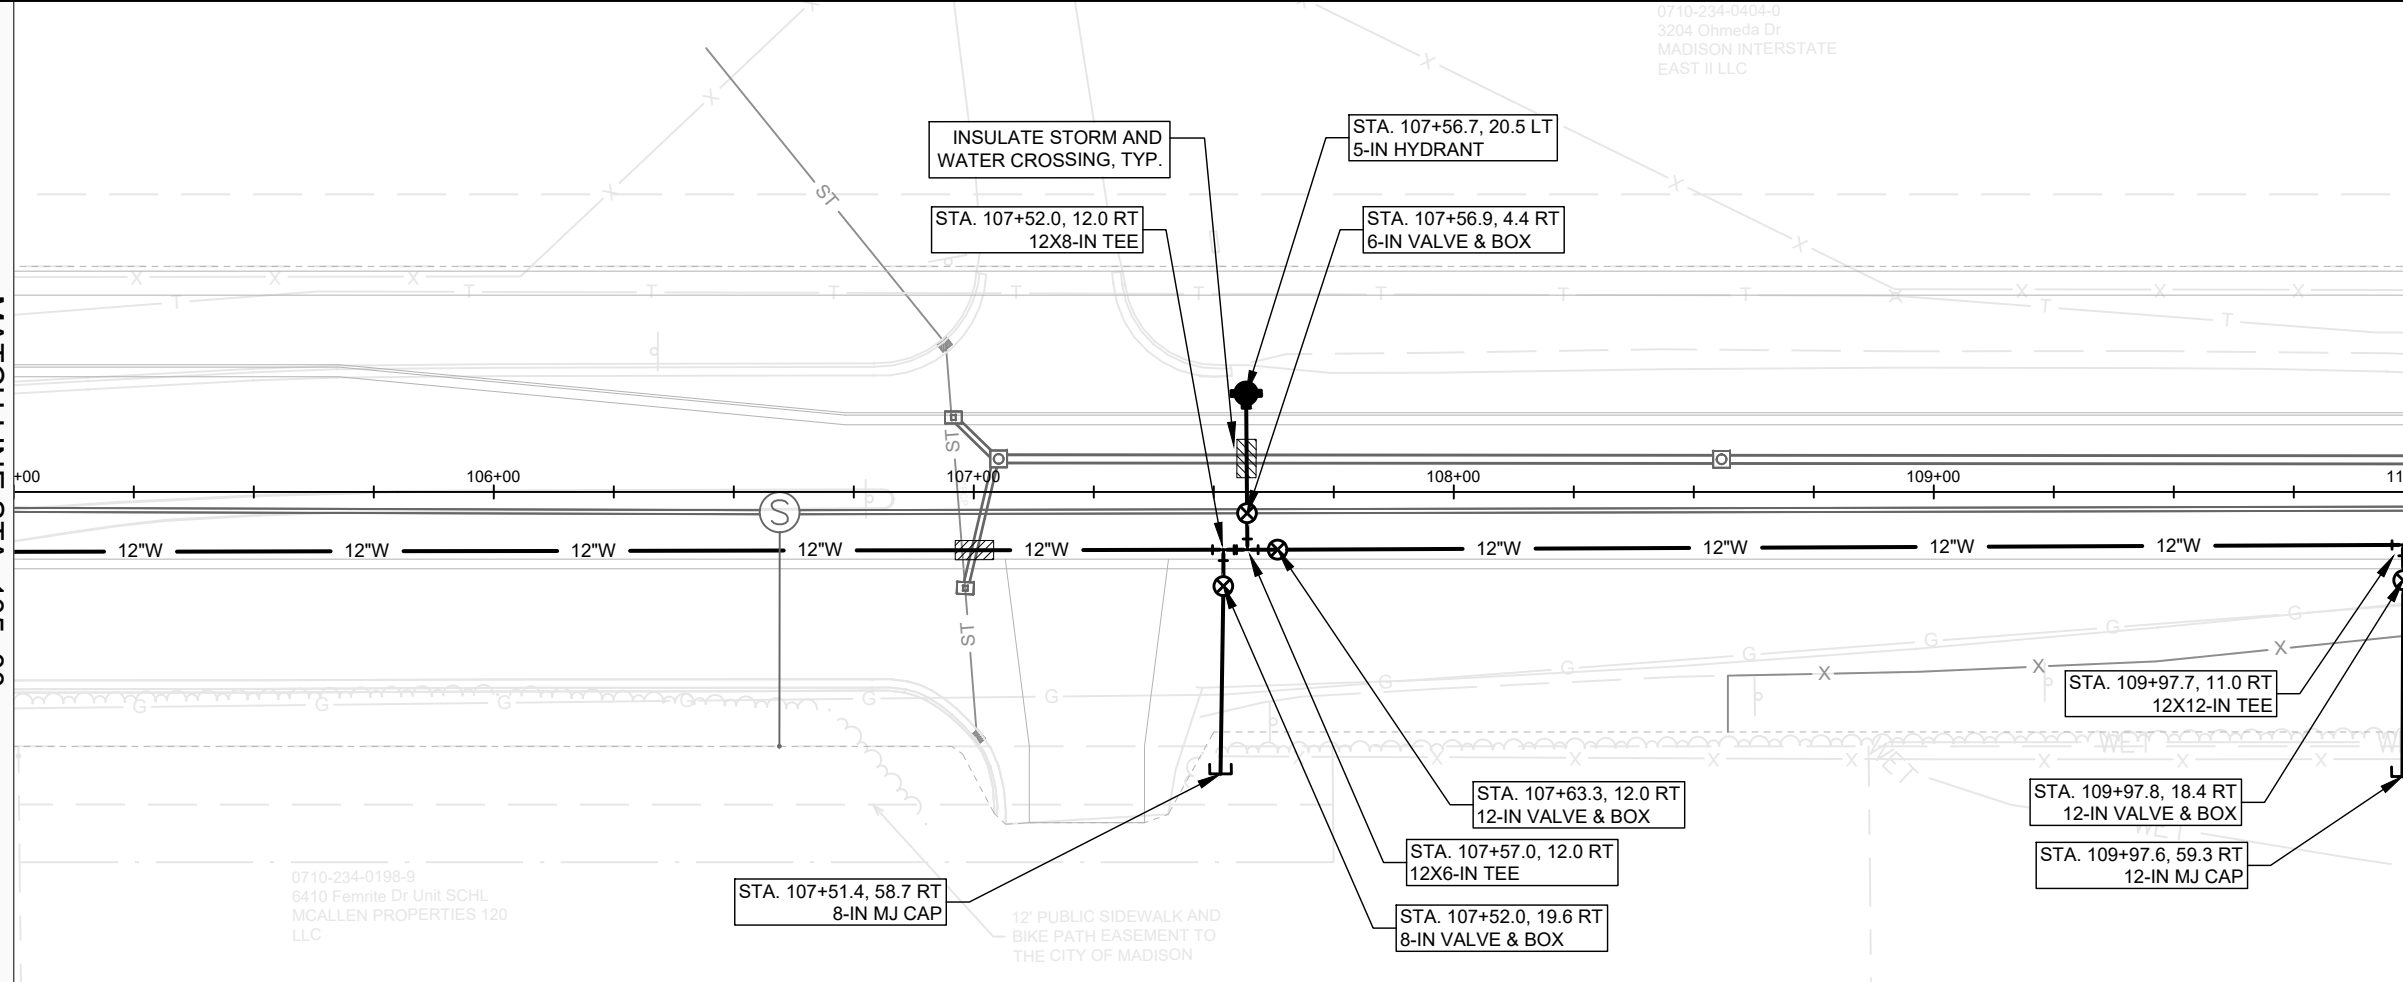 0710-234-0404-0
3204 Ohmeda Dr
MADISON INTERSTATE
EAST II LLC
INSULATE STORM AND
WATER CROSSING, TYP.
STA. 107+56.7, 20.5 LT
5-IN HYDRANT
STA. 107+52.0, 12.0 RT
12X8-IN TEE
STA. 107+56.9, 4.4 RT
6-IN VALVE & BOX
X
X
X
X
X
X
ST
X X X
X X X X
T T T T T T T T T T T
+00
106+00
107+00
108+00
109+00
11
ST
S
12"W 12"W 12"W 12"W 12"W 12"W 12"W 12"W 12"W
ST
G G G G G G G G G G G
X X X
STA. 109+97.7, 11.0 RT
12X12-IN TEE
WET
W
WET
X X X X X X X X
STA. 107+63.3, 12.0 RT
12-IN VALVE & BOX
STA. 109+97.8, 18.4 RT
12-IN VALVE & BOX
WET
STA. 107+57.0, 12.0 RT
12X6-IN TEE
STA. 109+97.6, 59.3 RT
12-IN MJ CAP
STA. 107+51.4, 58.7 RT
8-IN MJ CAP
STA. 107+52.0, 19.6 RT
8-IN VALVE & BOX
0710-234-0198-9
6410 Femrite Dr Unit SCHL
MCALLEN PROPERTIES 120
LLC
12' PUBLIC SIDEWALK AND
BIKE PATH EASEMENT TO
THE CITY OF MADISON